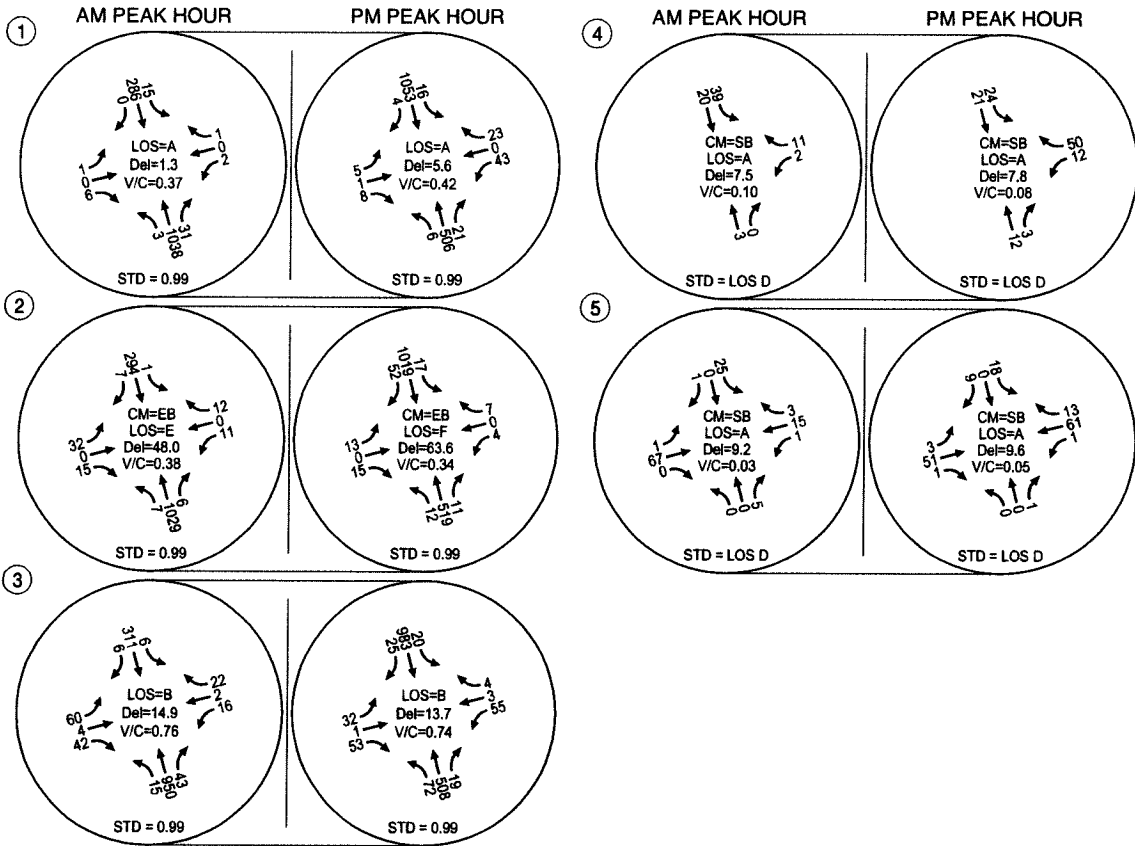 AM PEAK HOUR
PM PEAK HOUR
1
0
286
15
1
0
2
LOS=A
Del=1.3
V/C=0.37
1
0
6
3
1038
31
STD = 0.99
4
1053
16
23
0
43
LOS=A
Del=5.6
V/C=0.42
5
1
8
6
506
21
STD = 0.99
2
7
294
1
12
0
11
CM=EB
LOS=E
Del=48.0
V/C=0.38
32
0
15
7
1029
6
STD = 0.99
52
1019
17
7
0
4
CM=EB
LOS=F
Del=63.6
V/C=0.34
13
0
15
12
519
11
STD = 0.99
3
6
311
6
22
2
16
LOS=B
Del=14.9
V/C=0.76
60
4
42
15
950
43
STD = 0.99
25
983
20
4
3
55
LOS=B
Del=13.7
V/C=0.74
32
1
53
72
508
19
STD = 0.99
AM PEAK HOUR
PM PEAK HOUR
4
20
39
11
2
CM=SB
LOS=A
Del=7.5
V/C=0.10
3
0
STD = LOS D
21
24
50
12
CM=SB
LOS=A
Del=7.8
V/C=0.08
12
3
STD = LOS D
5
1
0
25
3
15
1
CM=SB
LOS=A
Del=9.2
V/C=0.03
1
67
0
0
0
5
STD = LOS D
9
0
18
13
61
1
CM=SB
LOS=A
Del=9.6
V/C=0.05
3
51
1
0
0
1
STD = LOS D